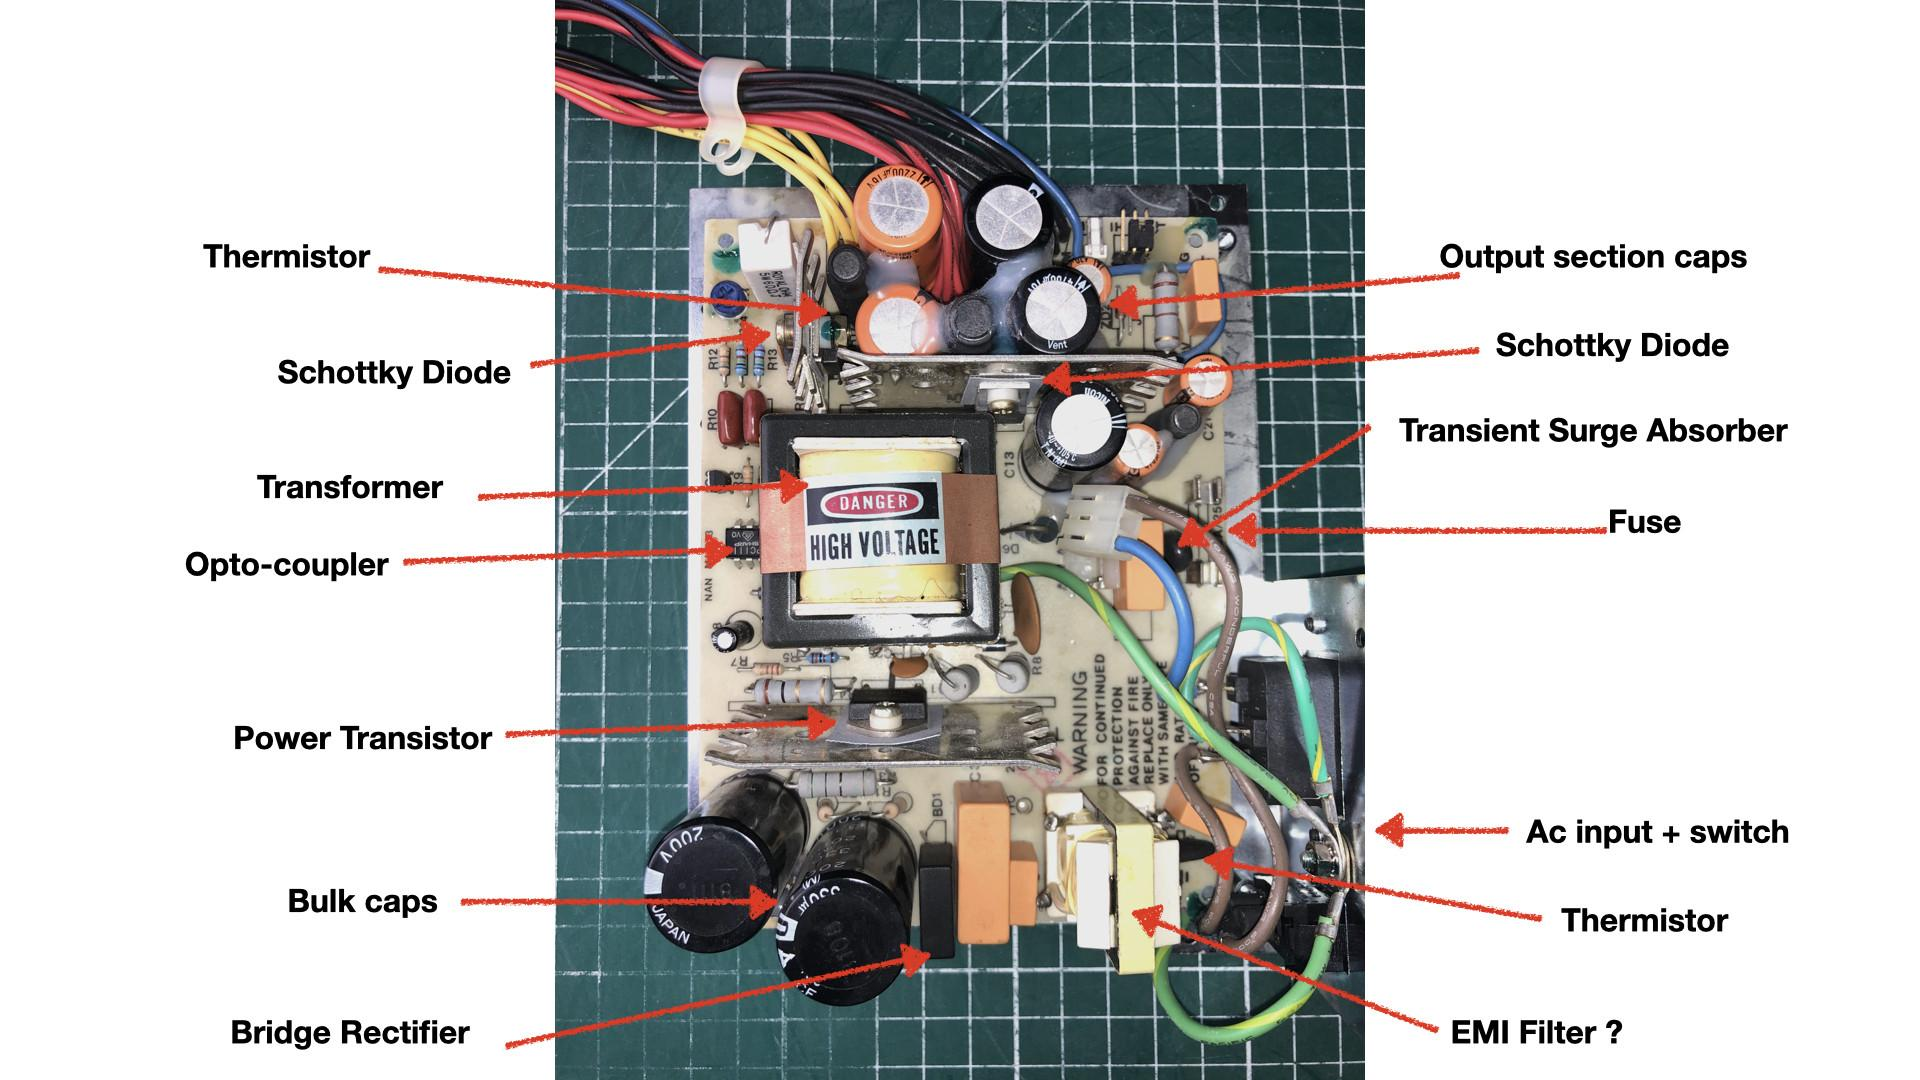 Thermistor
Schottky Diode
Transformer
Opto-coupler
Power Transistor
Bulk caps
Bridge Rectifier
Output section caps
Schottky Diode
Transient Surge Absorber
Fuse
Ac input + switch
Thermistor
EMI Filter ?
DANGER
HIGH VOLTAGE
Vent
R12
R13
R10
C13
D6
NAN
R7
R8
BD1
WARNING
FOR CONTINUED
PROTECTION
AGAINST FIRE
REPLACE ONLY
WITH SAME
200V
JAPAN